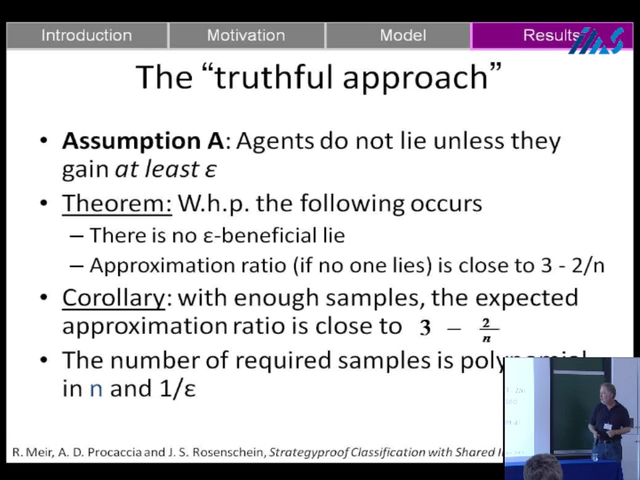 Introduction
Motivation
Model
Results
The “truthful approach”
• Assumption A: Agents do not lie unless they
gain at least ε
• Theorem: W.h.p. the following occurs
– There is no ε-beneficial lie
– Approximation ratio (if no one lies) is close to 3 - 2/n
• Corollary: with enough samples, the expected
approximation ratio is close to 3 – 2/n
• The number of required samples is polynomial
in n and 1/ε
R. Meir, A. D. Procaccia and J. S. Rosenschein, Strategyproof Classification with Shared